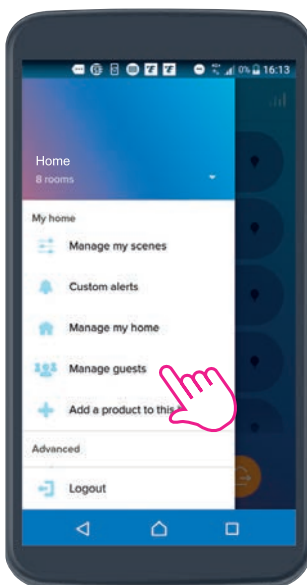 0% 16:13
Home
8 rooms
My home
Manage my scenes
Custom alerts
Manage my home
Manage guests
Add a product to this
Advanced
Logout